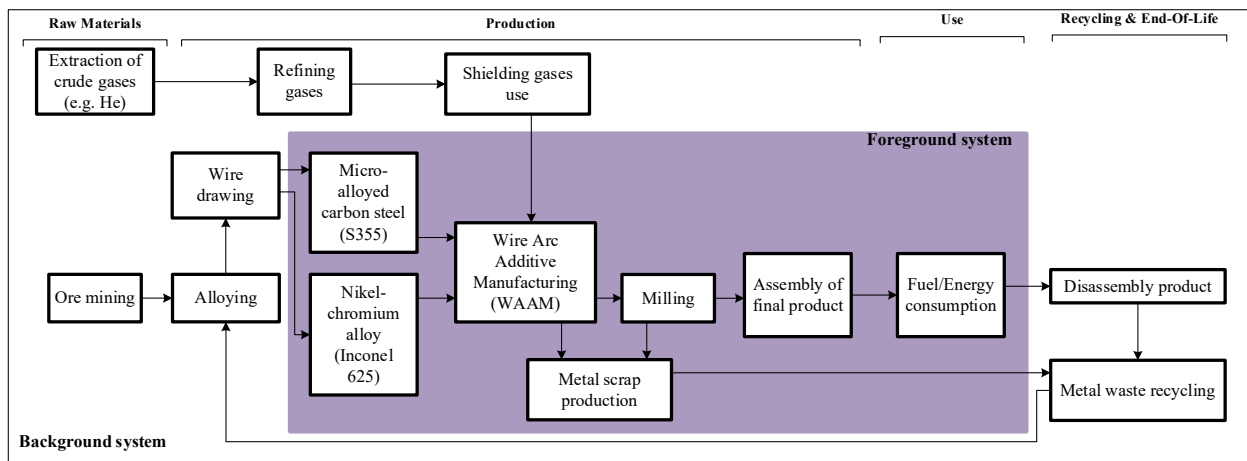 Raw Materials
Production
Use
Recycling & End-Of-Life
Extraction of
crude gases
(e.g. He)
Refining
gases
Shielding gases
use
Foreground system
Wire
drawing
Micro-
alloyed
carbon steel
(S355)
Wire Arc
Additive
Manufacturing
(WAAM)
Ore mining
Alloying
Nikel-
chromium
alloy
(Inconel
625)
Milling
Assembly of
final product
Fuel/Energy
consumption
Disassembly product
Metal scrap
production
Metal waste recycling
Background system